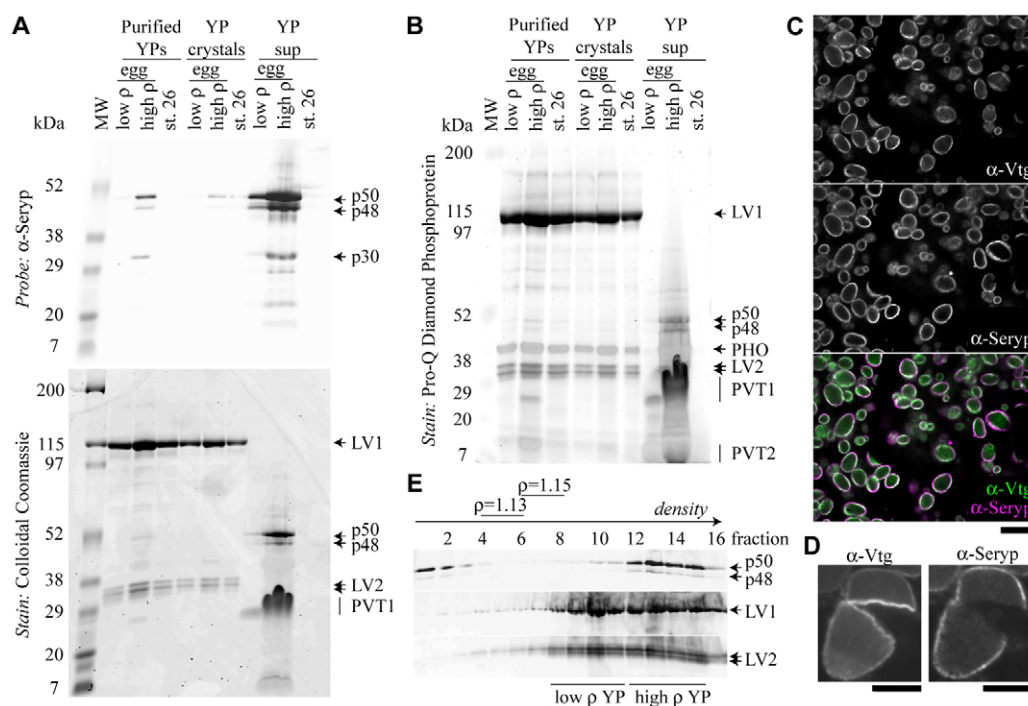 A
Purified YP YP
YPs crystals sup
egg egg
MW
low ρ
high ρ
st. 26
low ρ
high ρ
st. 26
low ρ
high ρ
st. 26
kDa
52
38
29
20
7
Probe: α-Seryp
p50
p48
p30
200
115
97
52
38
29
20
7
Stain: Colloidal Coomassie
LV1
p50
p48
LV2
PVT1
B
Purified YP YP
YPs crystals sup
egg egg egg
MW
low ρ
high ρ
st. 26
low ρ
high ρ
st. 26
low ρ
high ρ
st. 26
kDa
200
115
97
52
38
29
20
7
Stain: Pro-Q Diamond Phosphoprotein
LV1
p50
p48
PHO
LV2
PVT1
PVT2
C
α-Vtg
α-Seryp
α-Vtg
α-Seryp
D
α-Vtg α-Seryp
E
ρ=1.15
ρ=1.13 density
2 4 6 8 10 12 14 16 fraction
p50
p48
LV1
LV2
low ρ YP high ρ YP